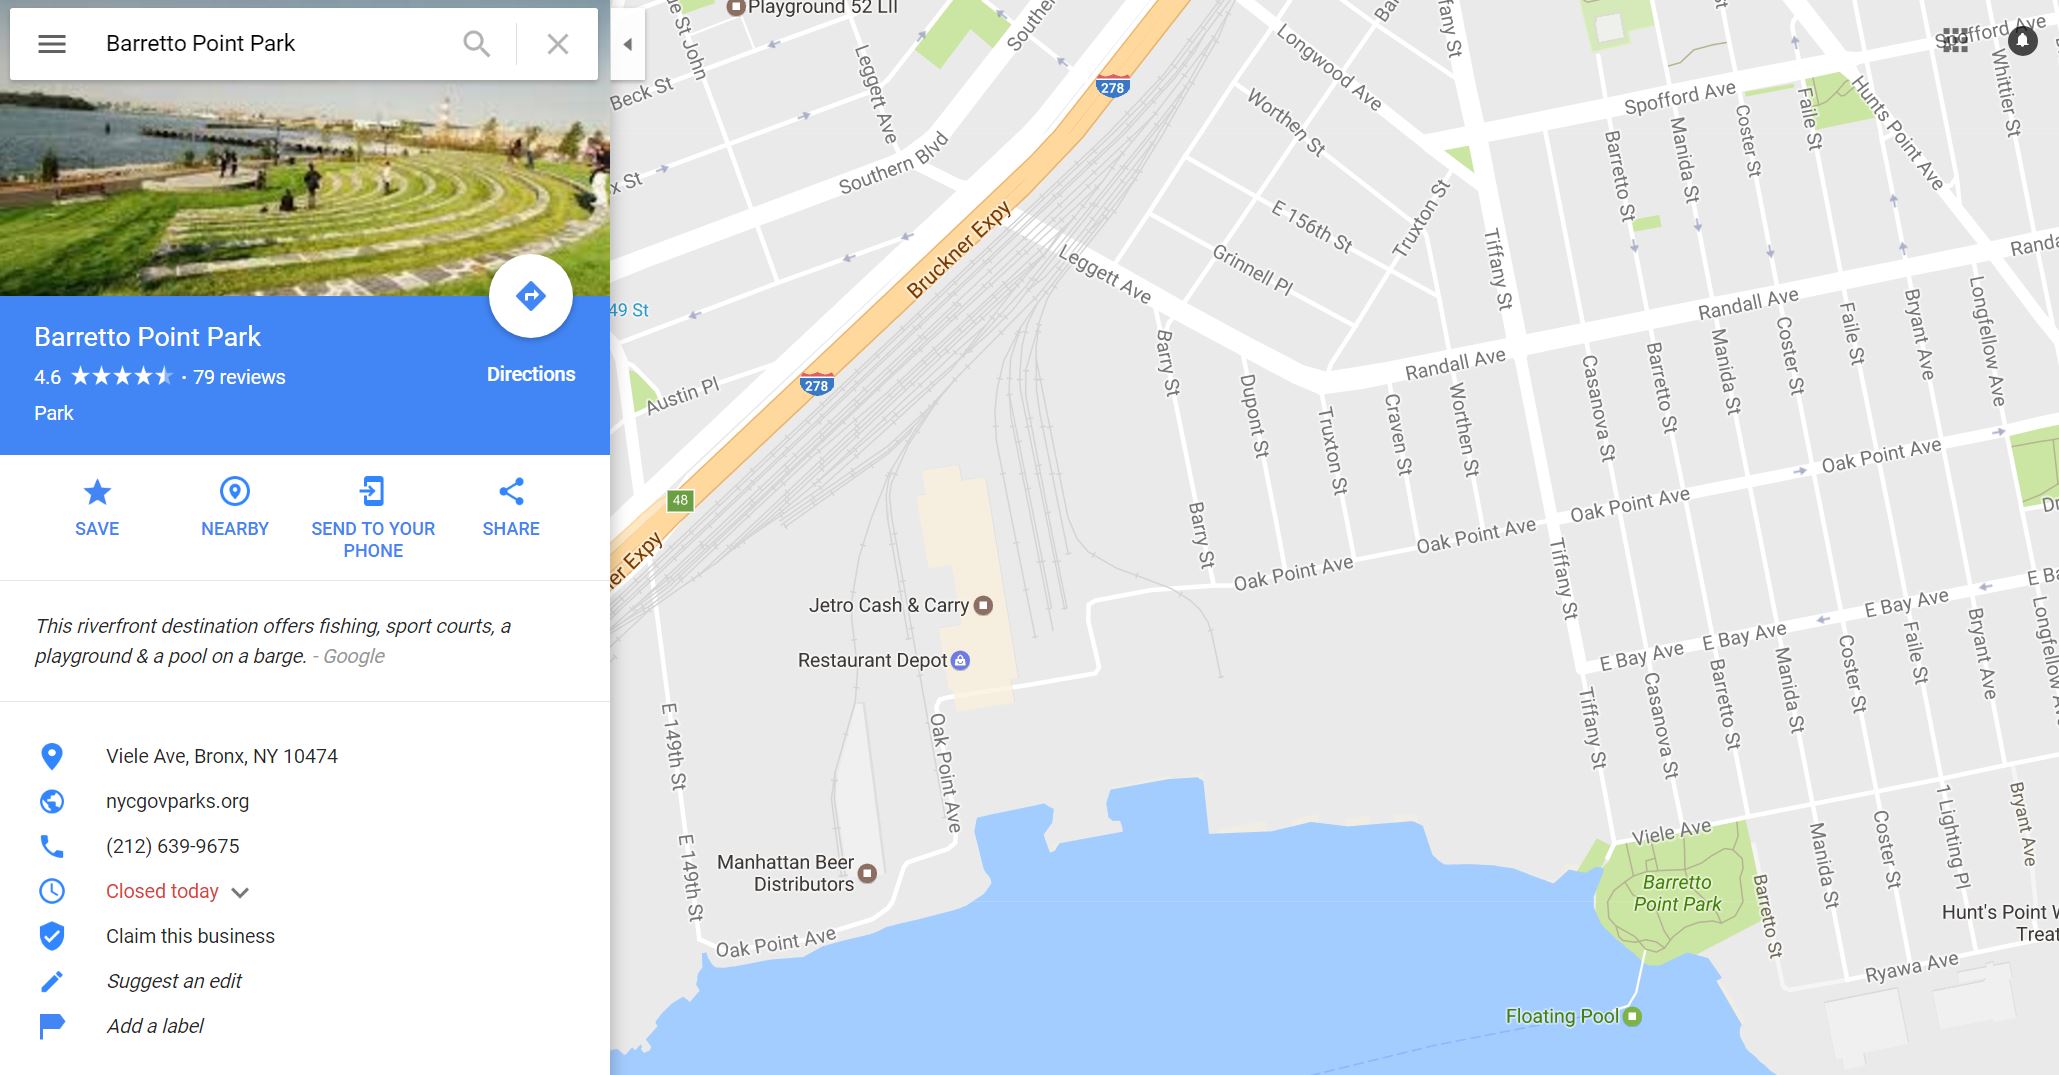 Barretto Point Park
Barretto Point Park
4.6 · 79 reviews
Park
Directions
SAVE
NEARBY
SEND TO YOUR
PHONE
SHARE
This riverfront destination offers fishing, sport courts, a
playground & a pool on a barge. - Google
Viele Ave, Bronx, NY 10474
nycgovparks.org
(212) 639-9675
Closed today
Claim this business
Suggest an edit
Add a label
Playground 52 LII
Beck St
Leggett Ave
Southern Blvd
278
Longwood Ave
Worthen St
E 156th St
Truxton St
Grinnell Pl
Tiffany St
Spofford Ave
Spofford Ave
Hunts Point Ave
Whittier St
Barretto St
Manida St
Coster St
Faile St
Bruckner Expy
Leggett Ave
49 St
Austin Pl
278
48
Randall Ave
Randall Ave
Barry St
Dupont St
Truxton St
Craven St
Worthen St
Casanova St
Barretto St
Manida St
Coster St
Faile St
Bryant Ave
Longfellow Ave
Barry St
Oak Point Ave
Oak Point Ave
Oak Point Ave
Oak Point Ave
Tiffany St
Jetro Cash & Carry
Restaurant Depot
E Bay Ave
E Bay Ave
E Bay Ave
Tiffany St
Casanova St
Barretto St
Manida St
Coster St
Faile St
Bryant Ave
E 149th St
E 149th St
Oak Point Ave
Oak Point Ave
Manhattan Beer
Distributors
Viele Ave
Barretto
Point Park
Barretto St
Manida St
Coster St
1 Lighting Pl
Bryant Ave
Hunt's Point
Ryawa Ave
Floating Pool